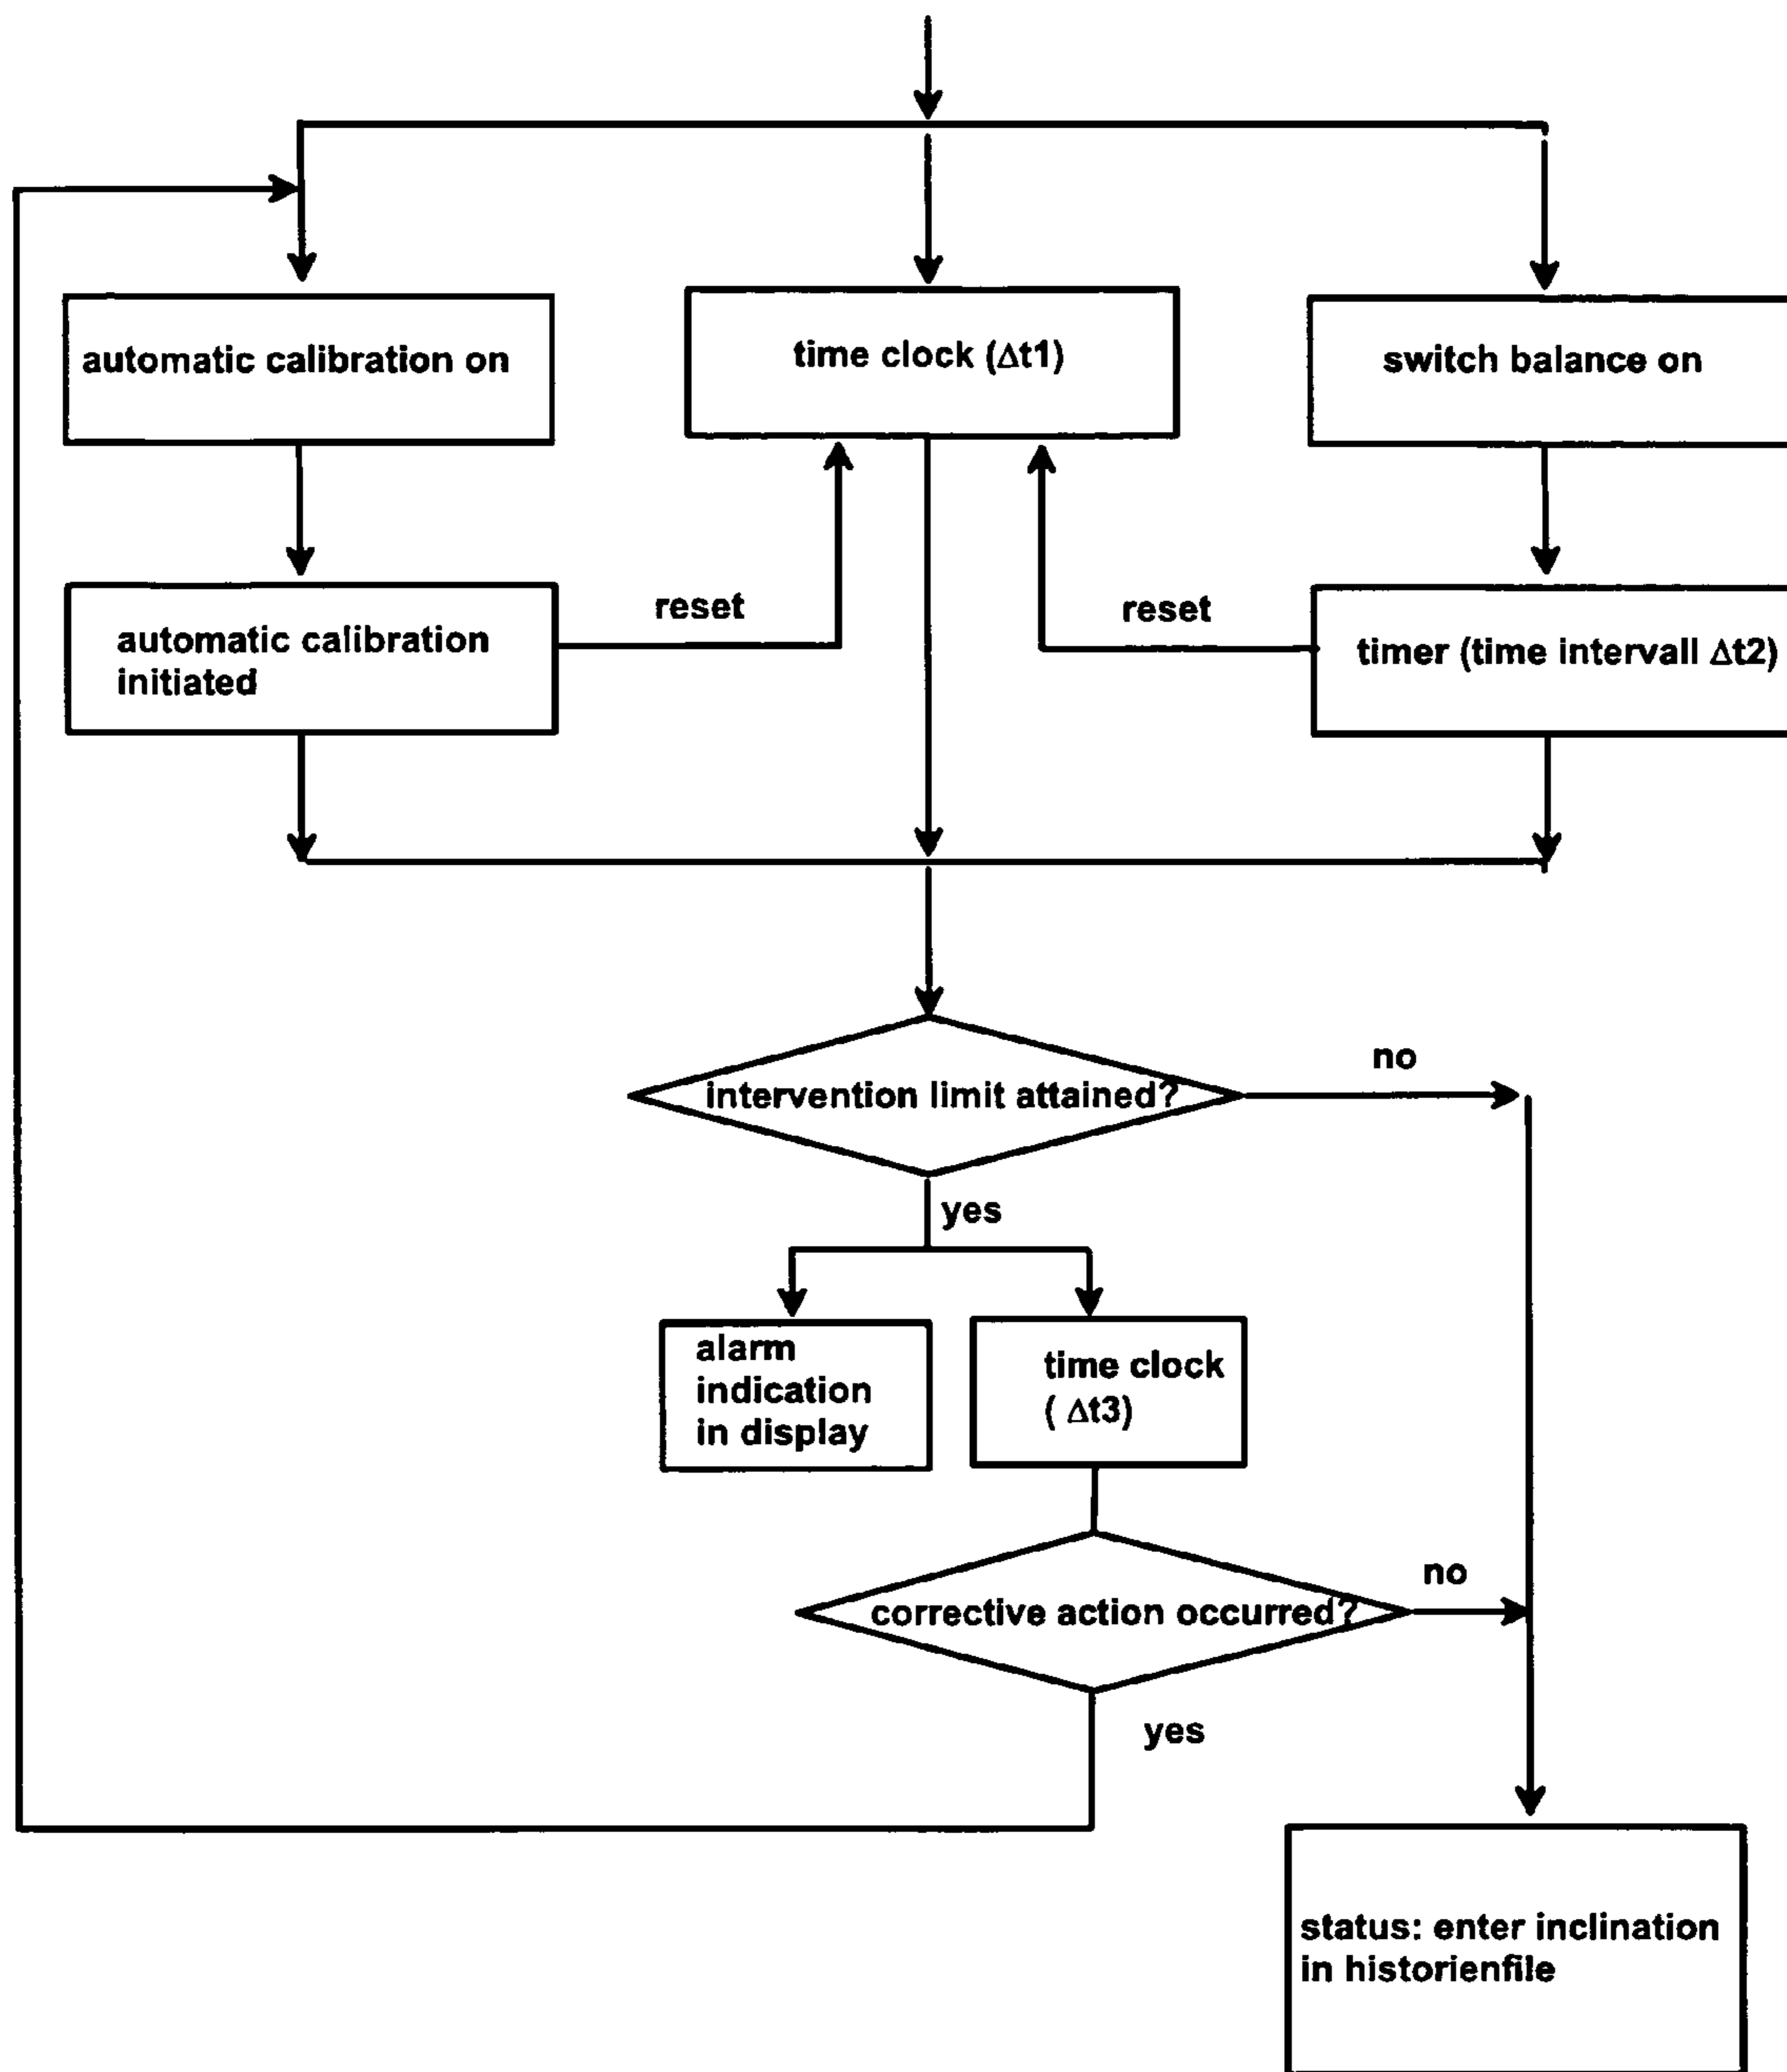 automatic calibration on
time clock (Δt1)
switch balance on
automatic calibration
initiated
reset
reset
timer (time intervall Δt2)
intervention limit attained?
no
yes
alarm
indication
in display
time clock
( Δt3)
corrective action occurred?
no
yes
status: enter inclination
in historienfile